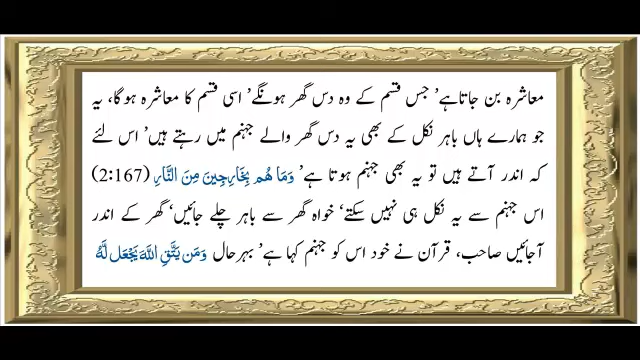 معاشرہ بن جاتا ہے’ جس قسم کے وہ دس گھر ہونگے’ اسی قسم کا معاشرہ ہوگا، یہ
جو ہمارے ہاں باہر نکل کے بھی یہ دس گھر والے جہنم میں رہتے ہیں’ اس لئے
کہ اندر آتے ہیں تو یہ بھی جہنم ہوتا ہے’ وَمَا هُم بِخَارِجِينَ مِنَ النَّارِ (2:167)
اس جہنم سے یہ نکل ہی نہیں سکتے‘ خواہ گھر سے باہر چلے جائیں‘ گھر کے اندر
آجائیں صاحب، قرآن نے خود اس کو جہنم کہا ہے’ بہرحال وَمَن يَتَّقِ اللَّهَ يَجْعَل لَّهُ